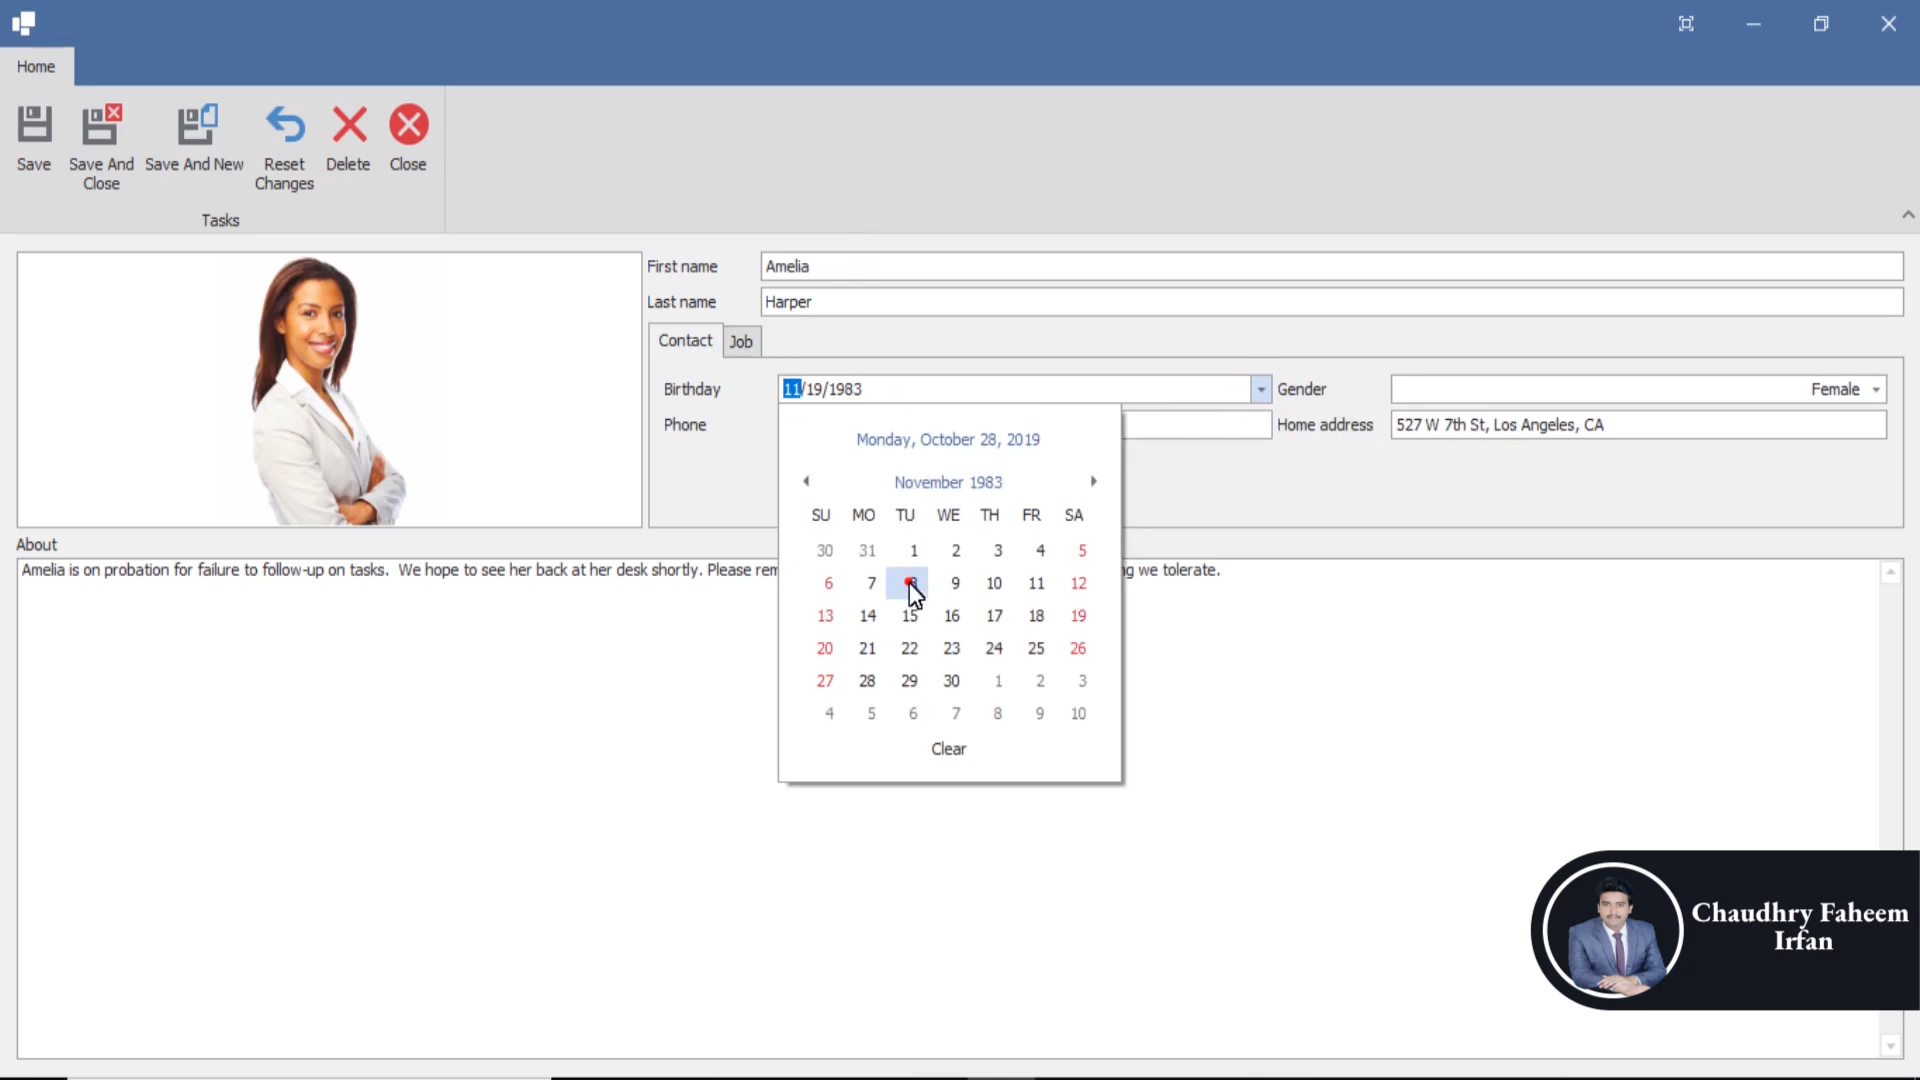 Home
Save
Save And
Close
Save And New
Reset
Changes
Delete
Close
Tasks
First name
Amelia
Last name
Harper
Contact
Job
Birthday
11/19/1983
Gender
Female
Phone
Home address
527 W 7th St, Los Angeles, CA
Monday, October 28, 2019
November 1983
SU MO TU WE TH FR SA
30 31 1 2 3 4 5
6 7 8 9 10 11 12
13 14 15 16 17 18 19
20 21 22 23 24 25 26
27 28 29 30 1 2 3
4 5 6 7 8 9 10
Clear
About
Amelia is on probation for failure to follow-up on tasks. We hope to see her back at her desk shortly. Please rem
g we tolerate.
Chaudhry Faheem
Irfan